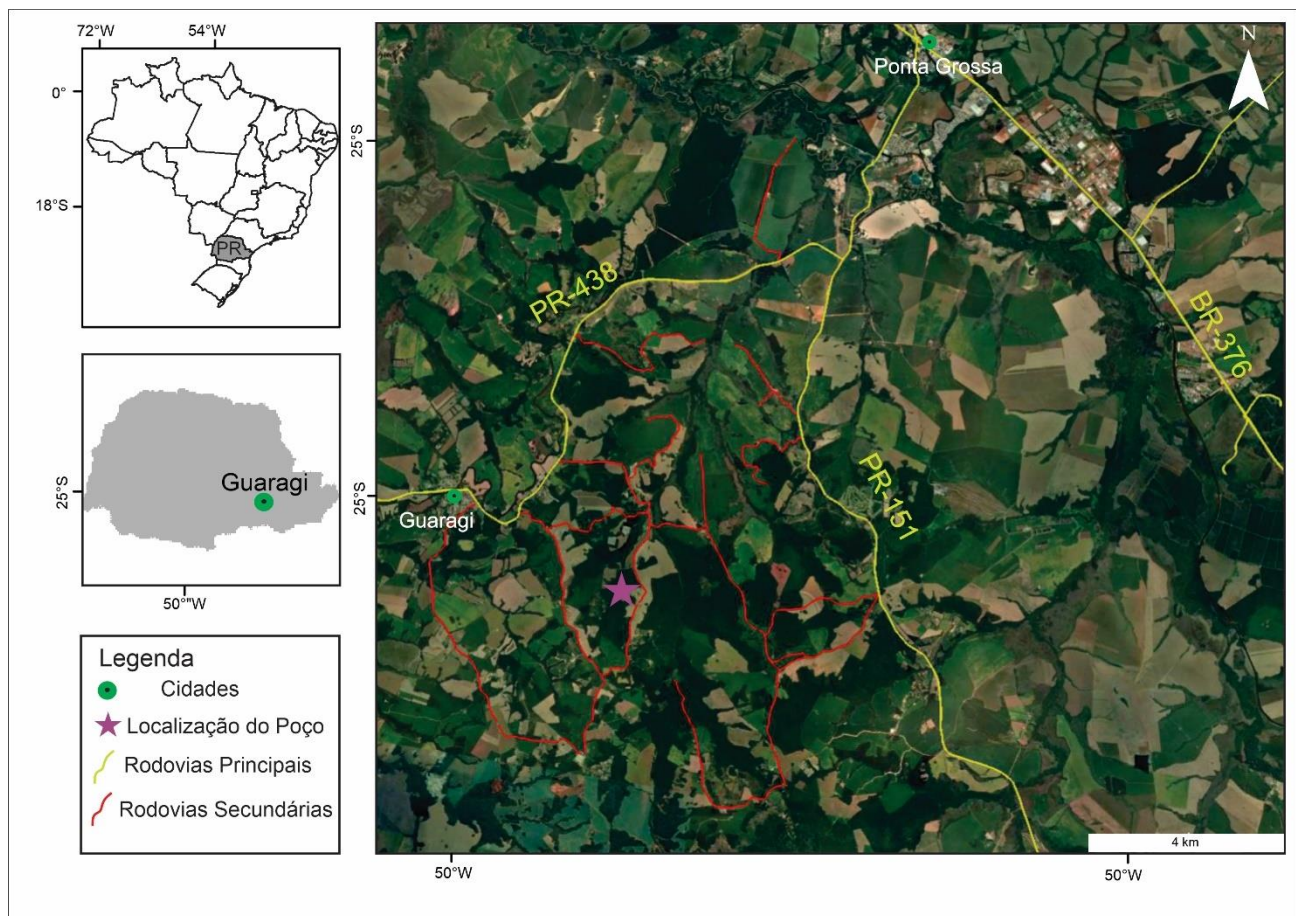 72°W
54°W
0°
18°S
PR
Guaragi
25°S
50°"W
Legenda
Cidades
Localização do Poço
Rodovias Principais
Rodovias Secundárias
N
Ponta Grossa
25°S
PR-438
BR-376
PR-151
25°S
Guaragi
4 km
50°W
50°W